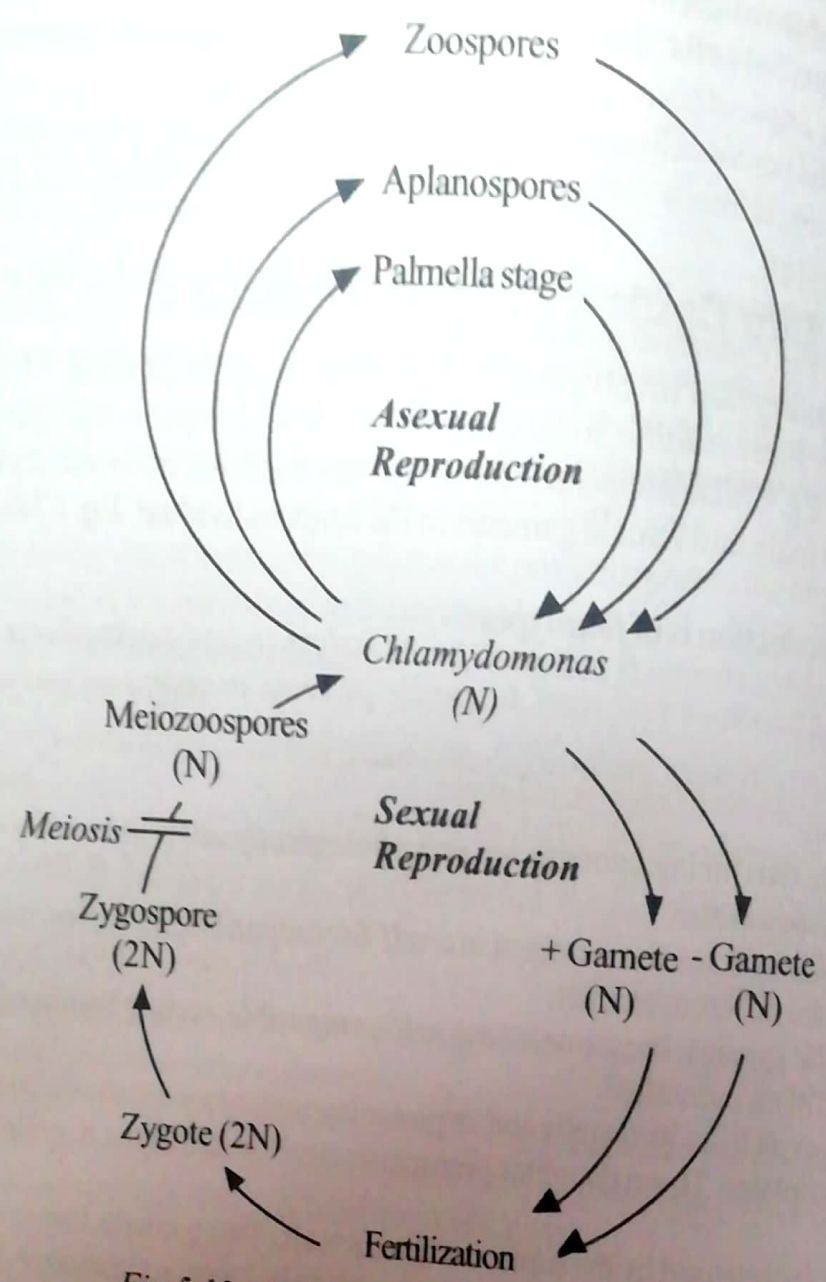 Zoospores
Aplanospores
Palmella stage
Asexual
Reproduction
Chlamydomonas
(N)
Meiozoospores
(N)
Meiosis
Sexual
Reproduction
Zygospore
(2N)
+ Gamete - Gamete
(N) (N)
Zygote (2N)
Fertilization